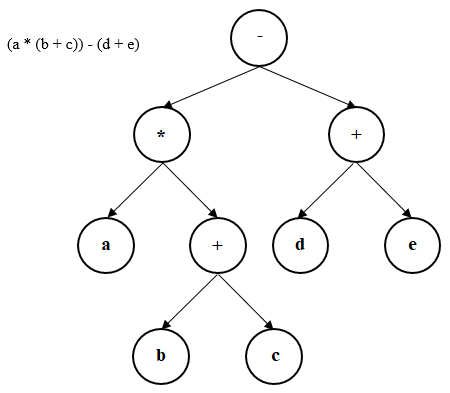 (a * (b + c)) - (d + e)
-
* +
a + d e
b c